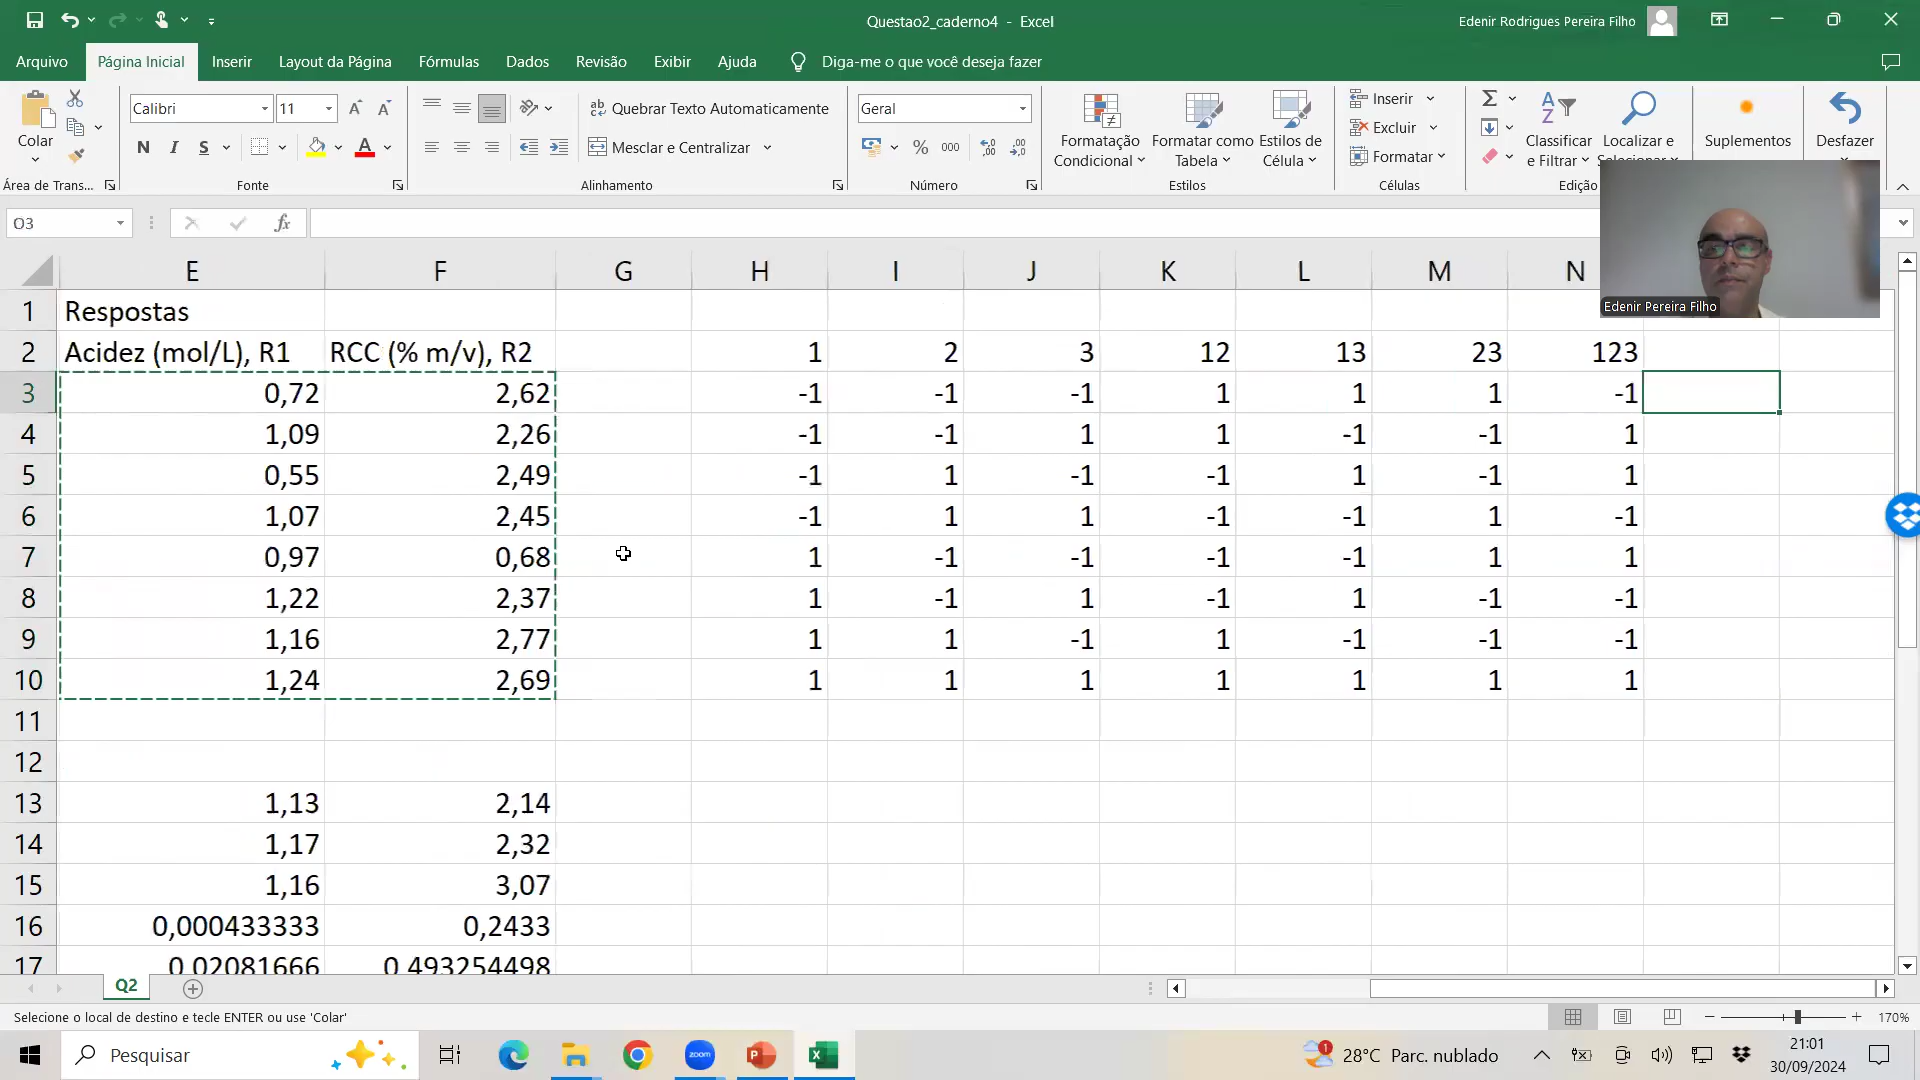 Questao2_caderno4 - Excel
Edenir Rodrigues Pereira Filho
Arquivo Página Inicial Inserir Layout da Página Fórmulas Dados Revisão Exibir Ajuda Diga-me o que você deseja fazer
Calibri 11 Quebrar Texto Automaticamente Geral Inserir
Colar Formatação Formatar como Estilos de Excluir Classificar Localizar e Suplementos Desfazer
N I S Mesclar e Centralizar % 000 Condicional Tabela Célula Formatar e Filtrar Selecionar
Área de Trans... Fonte Alinhamento Número Estilos Células Edição
O3 fx
Edenir Pereira Filho
E F G H I J K L M N
1 Respostas
2 Acidez (mol/L), R1 RCC (% m/v), R2 1 2 3 12 13 23 123
3 0,72 2,62 -1 -1 -1 1 1 1 -1
4 1,09 2,26 -1 -1 1 1 -1 -1 1
5 0,55 2,49 -1 1 -1 -1 1 -1 1
6 1,07 2,45 -1 1 1 -1 -1 1 -1
7 0,97 0,68 1 -1 -1 -1 -1 1 1
8 1,22 2,37 1 -1 1 -1 1 -1 -1
9 1,16 2,77 1 1 -1 1 -1 -1 -1
10 1,24 2,69 1 1 1 1 1 1 1
11
12
13 1,13 2,14
14 1,17 2,32
15 1,16 3,07
16 0,000433333 0,2433
17 0,02081666 0,493254498
Q2
Selecione o local de destino e tecle ENTER ou use 'Colar' 170%
Pesquisar zoom 28°C Parc. nublado 21:01
30/09/2024